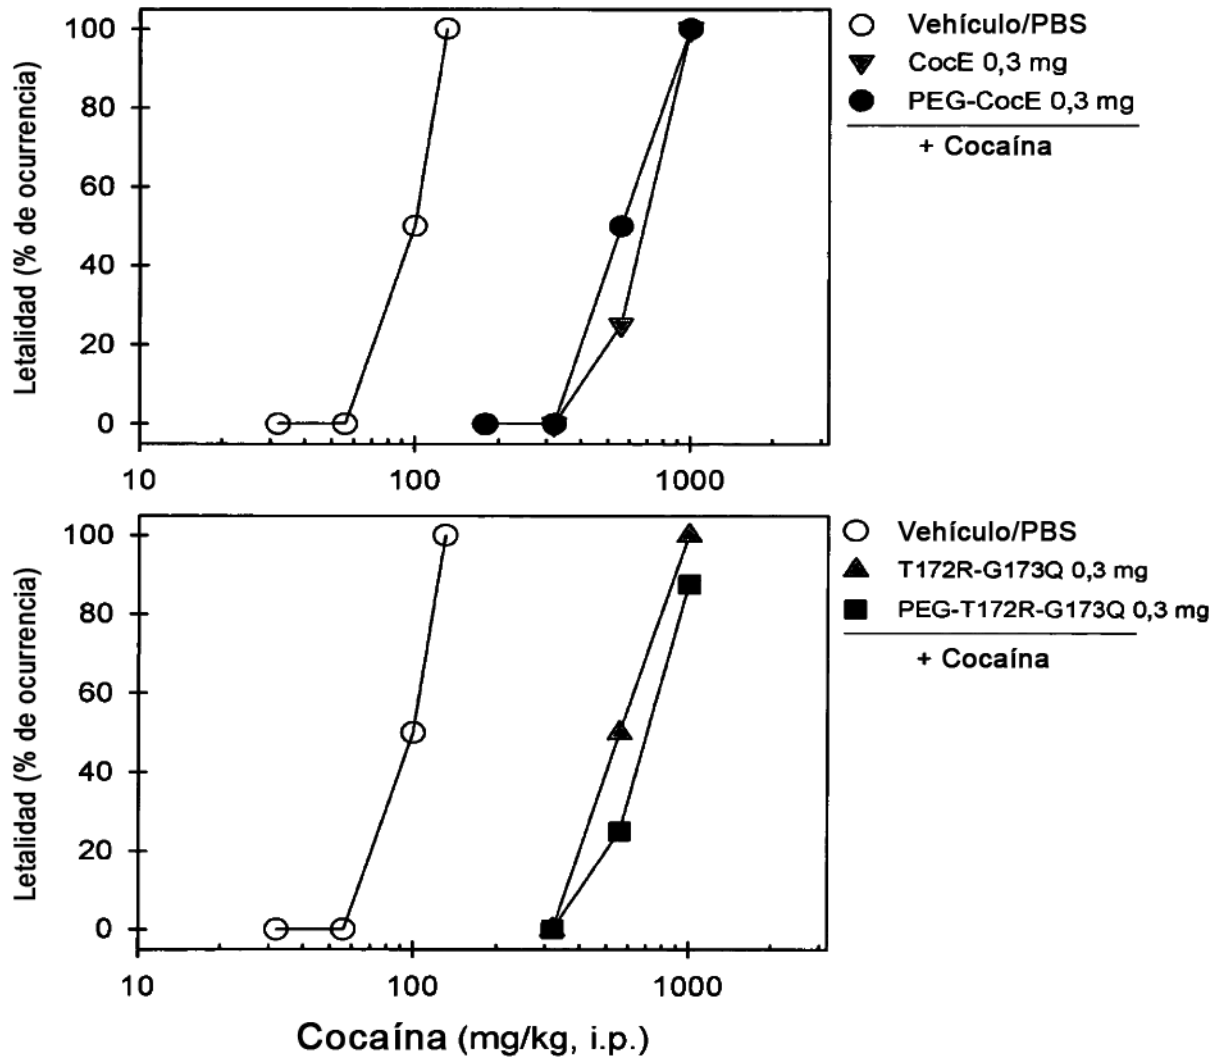 Letalidad (% de ocurrencia)
100
80
60
40
20
0
10
100
1000
Vehículo/PBS
CocE 0,3 mg
PEG-CocE 0,3 mg
+ Cocaína
Letalidad (% de ocurrencia)
100
80
60
40
20
0
10
100
1000
Vehículo/PBS
T172R-G173Q 0,3 mg
PEG-T172R-G173Q 0,3 mg
+ Cocaína
Cocaína (mg/kg, i.p.)